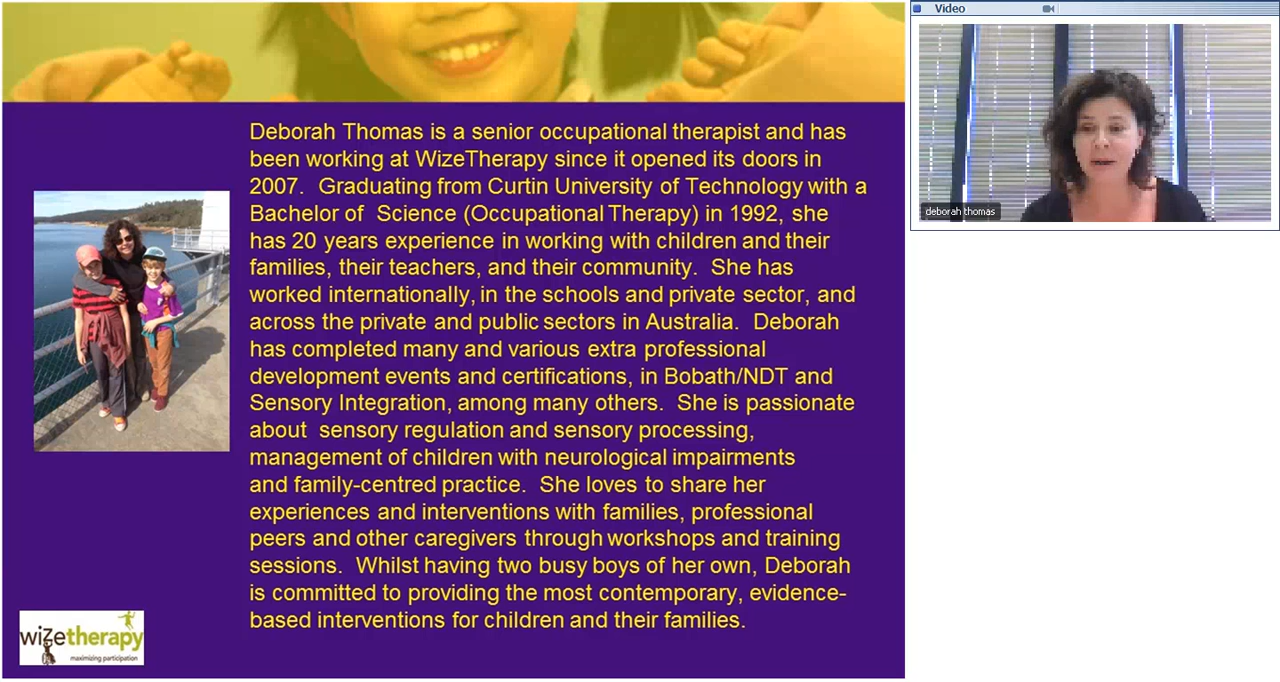 Deborah Thomas is a senior occupational therapist and has
been working at WizeTherapy since it opened its doors in
2007. Graduating from Curtin University of Technology with a
Bachelor of Science (Occupational Therapy) in 1992, she
has 20 years experience in working with children and their
families, their teachers, and their community. She has
worked internationally, in the schools and private sector, and
across the private and public sectors in Australia. Deborah
has completed many and various extra professional
development events and certifications, in Bobath/NDT and
Sensory Integration, among many others. She is passionate
about sensory regulation and sensory processing,
management of children with neurological impairments
and family-centred practice. She loves to share her
experiences and interventions with families, professional
peers and other caregivers through workshops and training
sessions. Whilst having two busy boys of her own, Deborah
is committed to providing the most contemporary, evidence-
based interventions for children and their families.
wizetherapy
maximizing participation
Video
deborah thomas